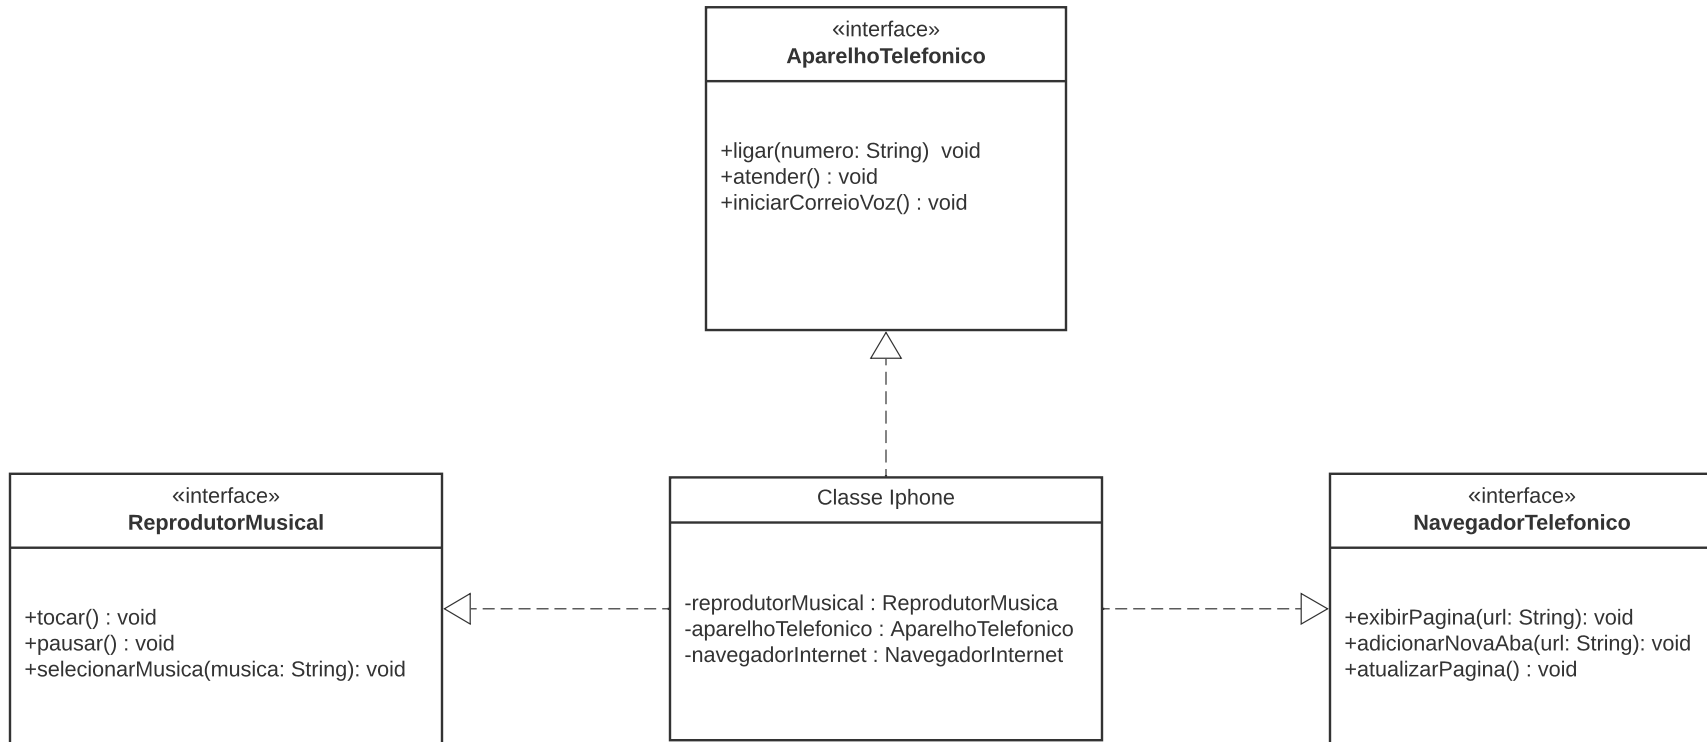 «interface»
AparelhoTelefonico
+ligar(numero: String)  void
+atender() : void
+iniciarCorreioVoz() : void
«interface»
ReprodutorMusical
+tocar() : void
+pausar() : void
+selecionarMusica(musica: String): void
Classe Iphone
-reprodutorMusical : ReprodutorMusica
-aparelhoTelefonico : AparelhoTelefonico
-navegadorInternet : NavegadorInternet
«interface»
NavegadorTelefonico
+exibirPagina(url: String): void
+adicionarNovaAba(url: String): void
+atualizarPagina() : void